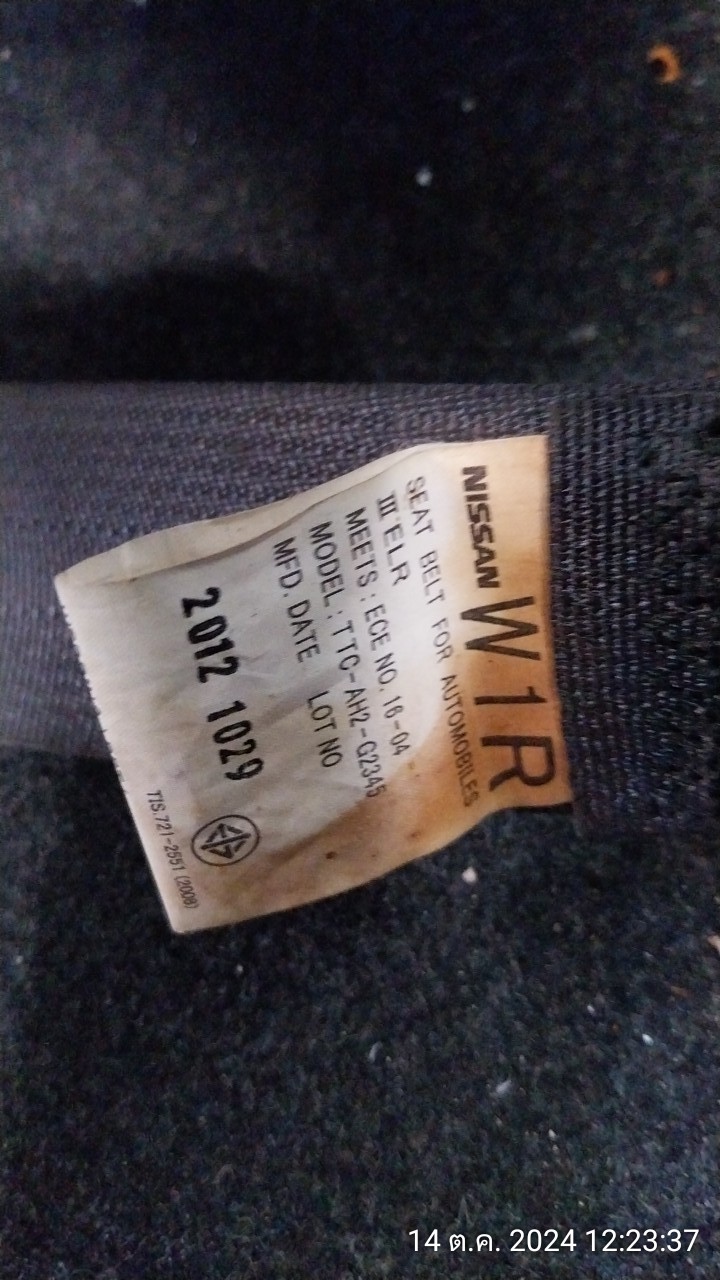 NISSAN W1R
SEAT BELT FOR AUTOMOBILES
III ELR
MEETS : ECE NO. 16-04
MODEL : TTC-AH2-G2345
MFD. DATE LOT NO
2012 1029
TIS.721-2551 (2008)
14 ต.ค. 2024 12:23:37